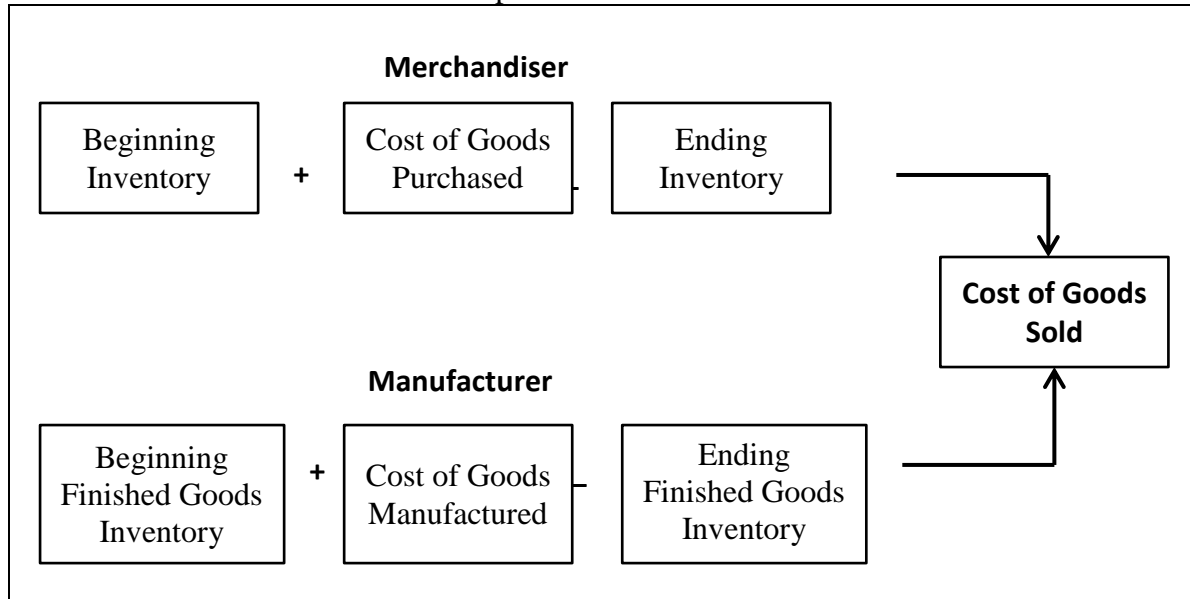 Merchandiser
Beginning
Inventory
+
Cost of Goods
Purchased
-
Ending
Inventory
Cost of Goods
Sold
Manufacturer
Beginning
Finished Goods
Inventory
+
Cost of Goods
Manufactured
-
Ending
Finished Goods
Inventory